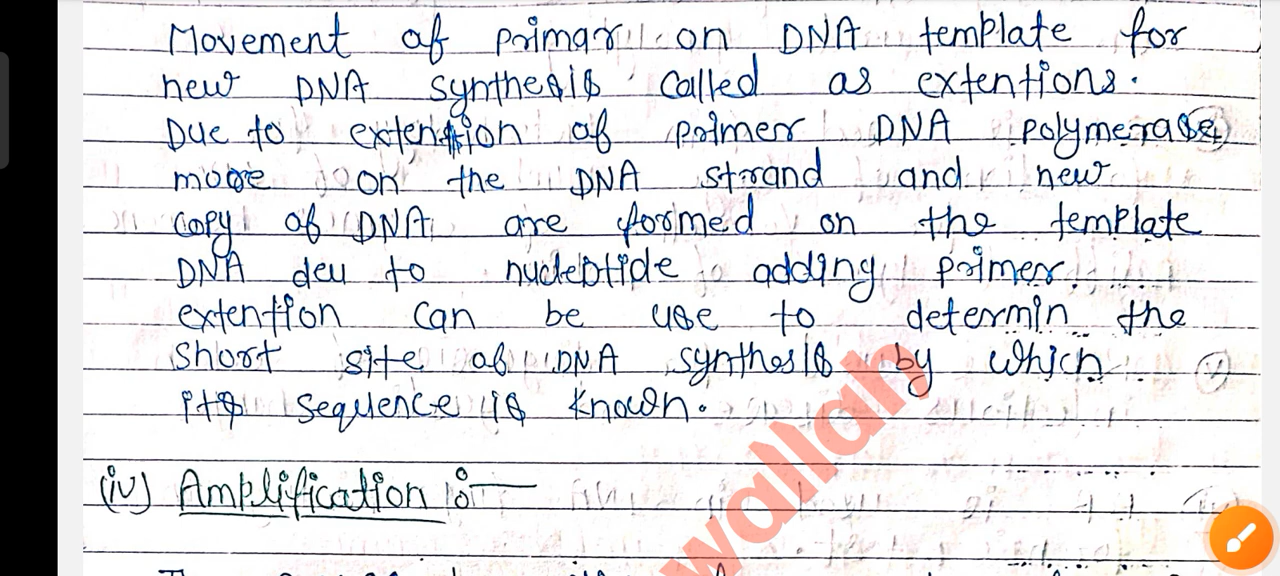 Movement of primar on DNA template for
new DNA synthesis called as extentions.
Due to extension of primer DNA polymerase
move on the DNA strand and new
copy of DNA are formed on the template
DNA deu to nucleotide adding primer.
extention can be use to determin the
short site of DNA synthesis by which
its sequence is known.
(iv) Amplification :-
wallah